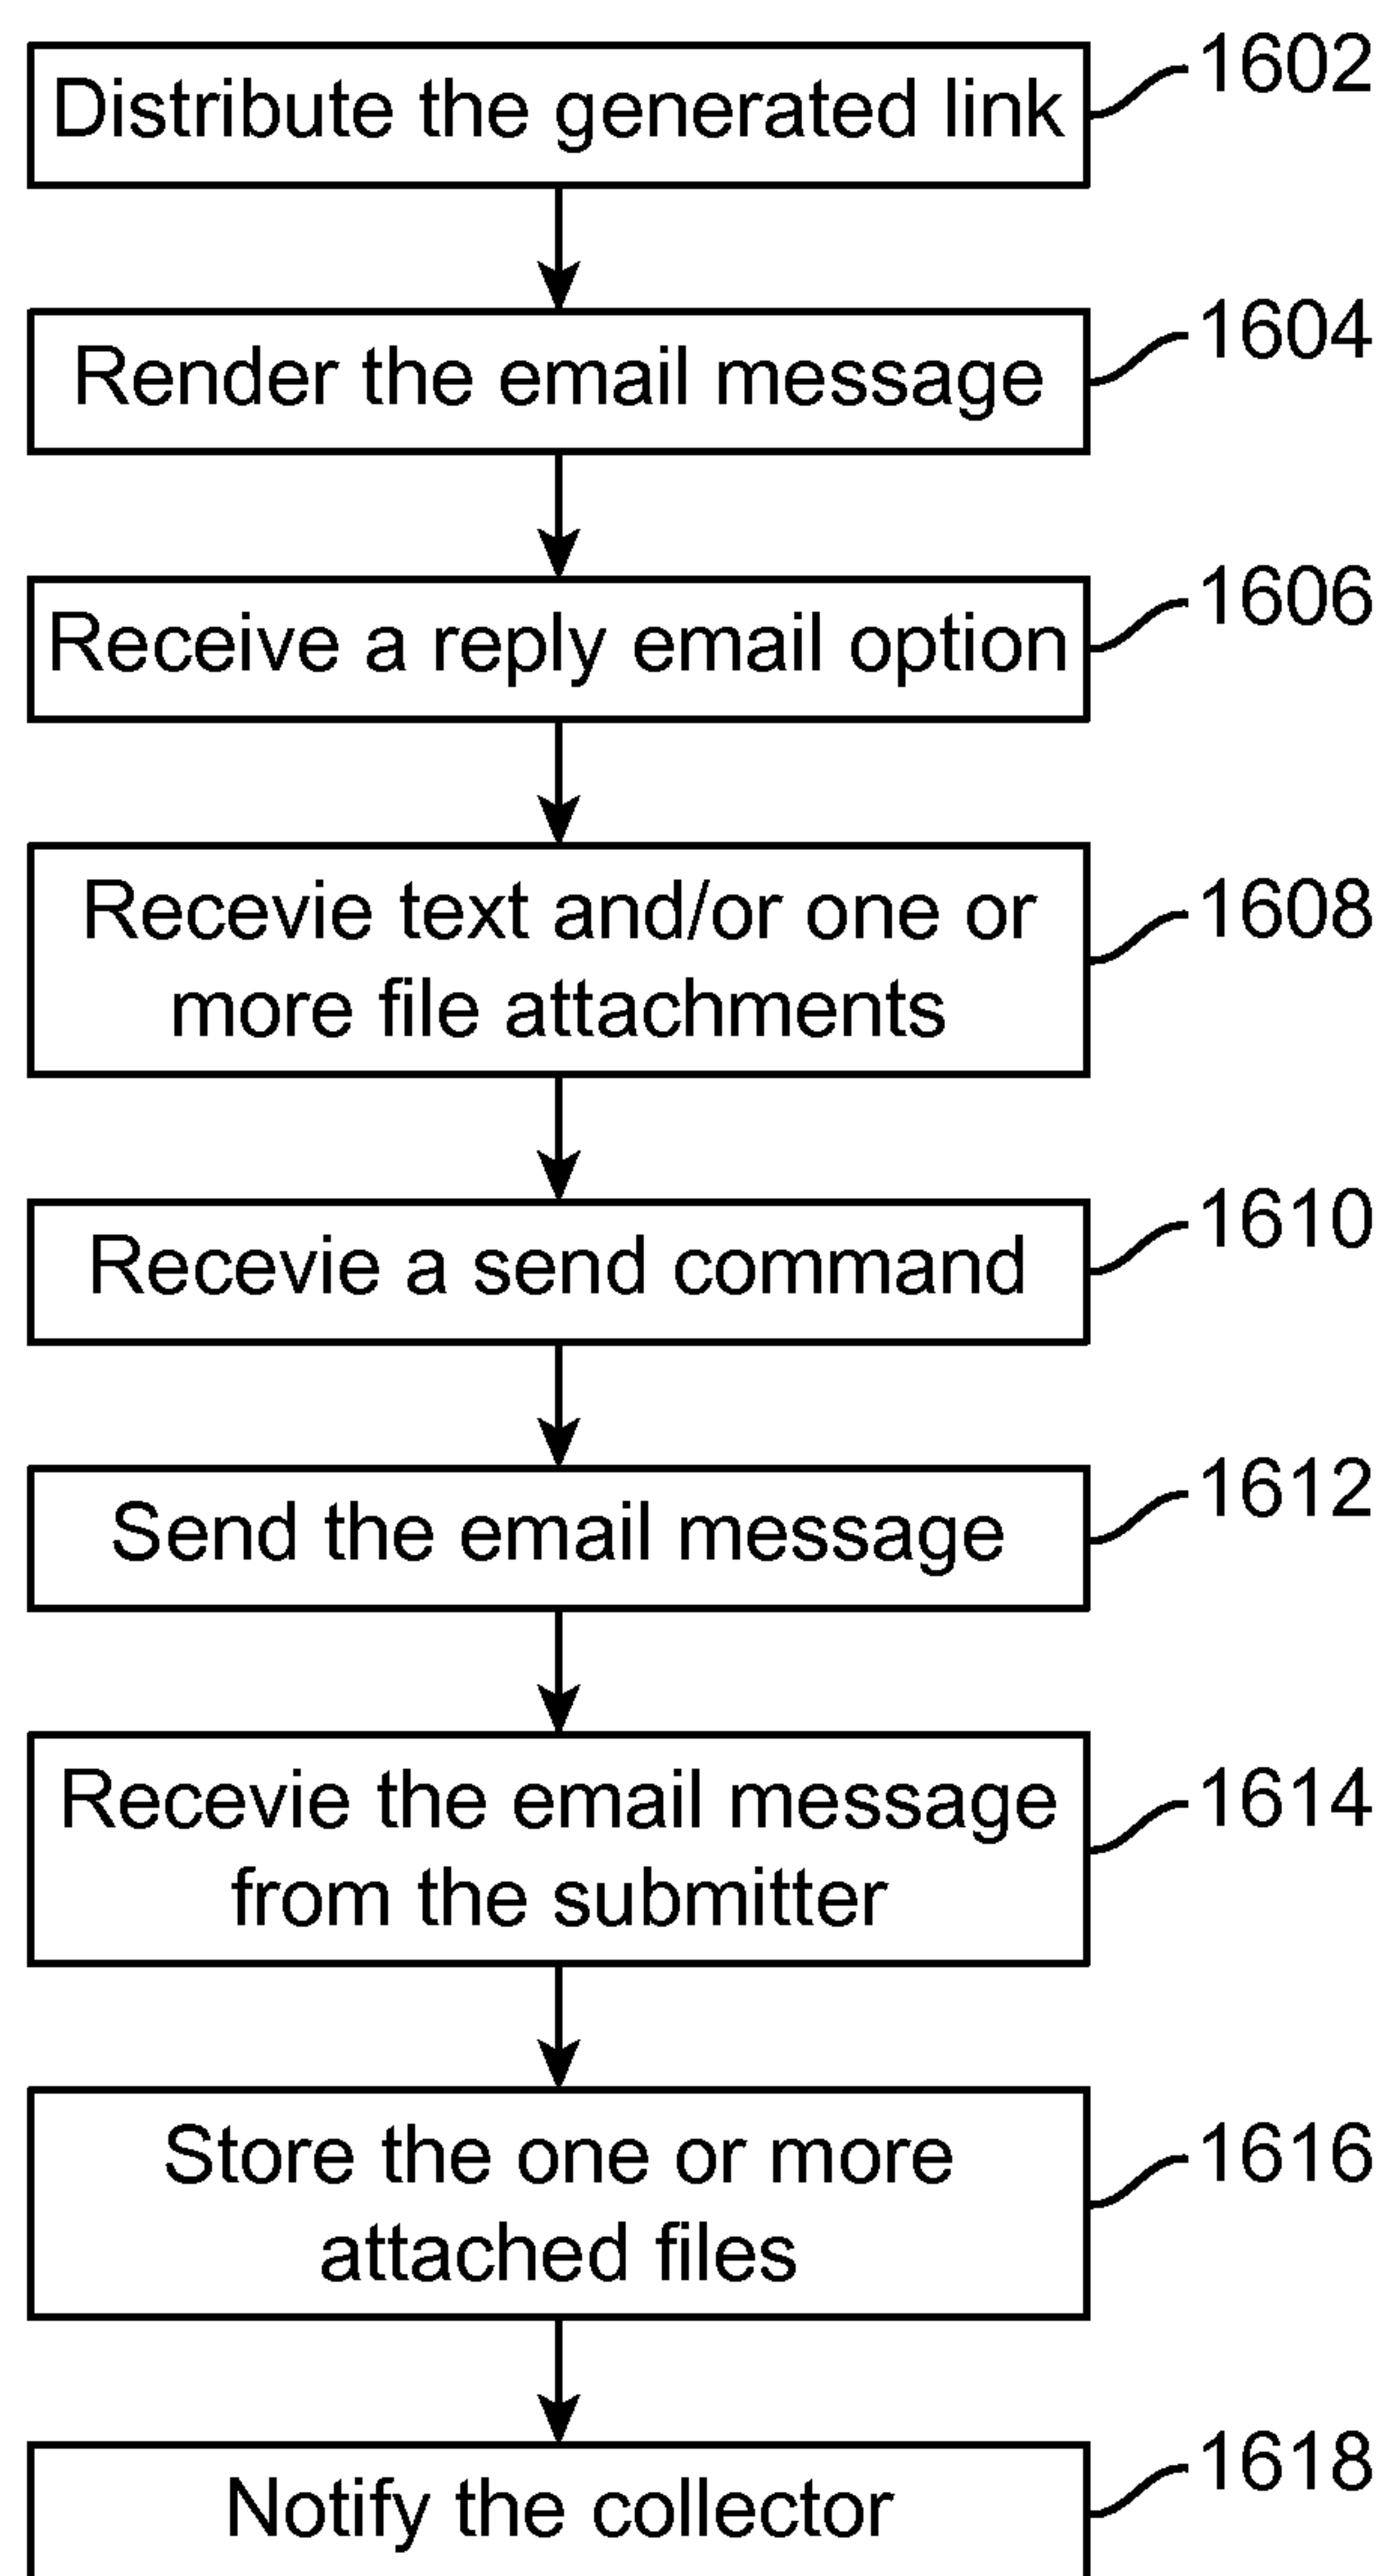 Distribute the generated link
1602
Render the email message
1604
Receive a reply email option
1606
Recevie text and/or one or
more file attachments
1608
Recevie a send command
1610
Send the email message
1612
Recevie the email message
from the submitter
1614
Store the one or more
attached files
1616
Notify the collector
1618